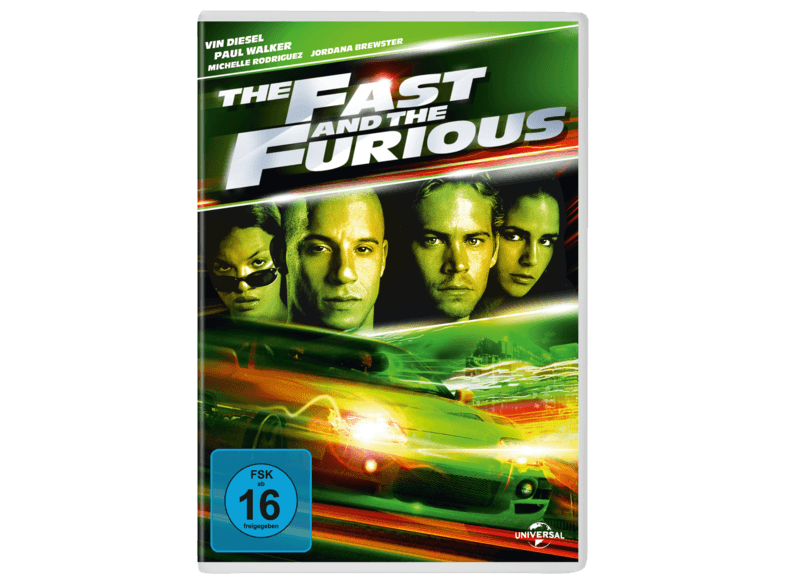 VIN DIESEL
PAUL WALKER
MICHELLE RODRIGUEZ JORDANA BREWSTER
THE FAST
AND THE
FURIOUS
FSK
ab
16
freigegeben
UNIVERSAL